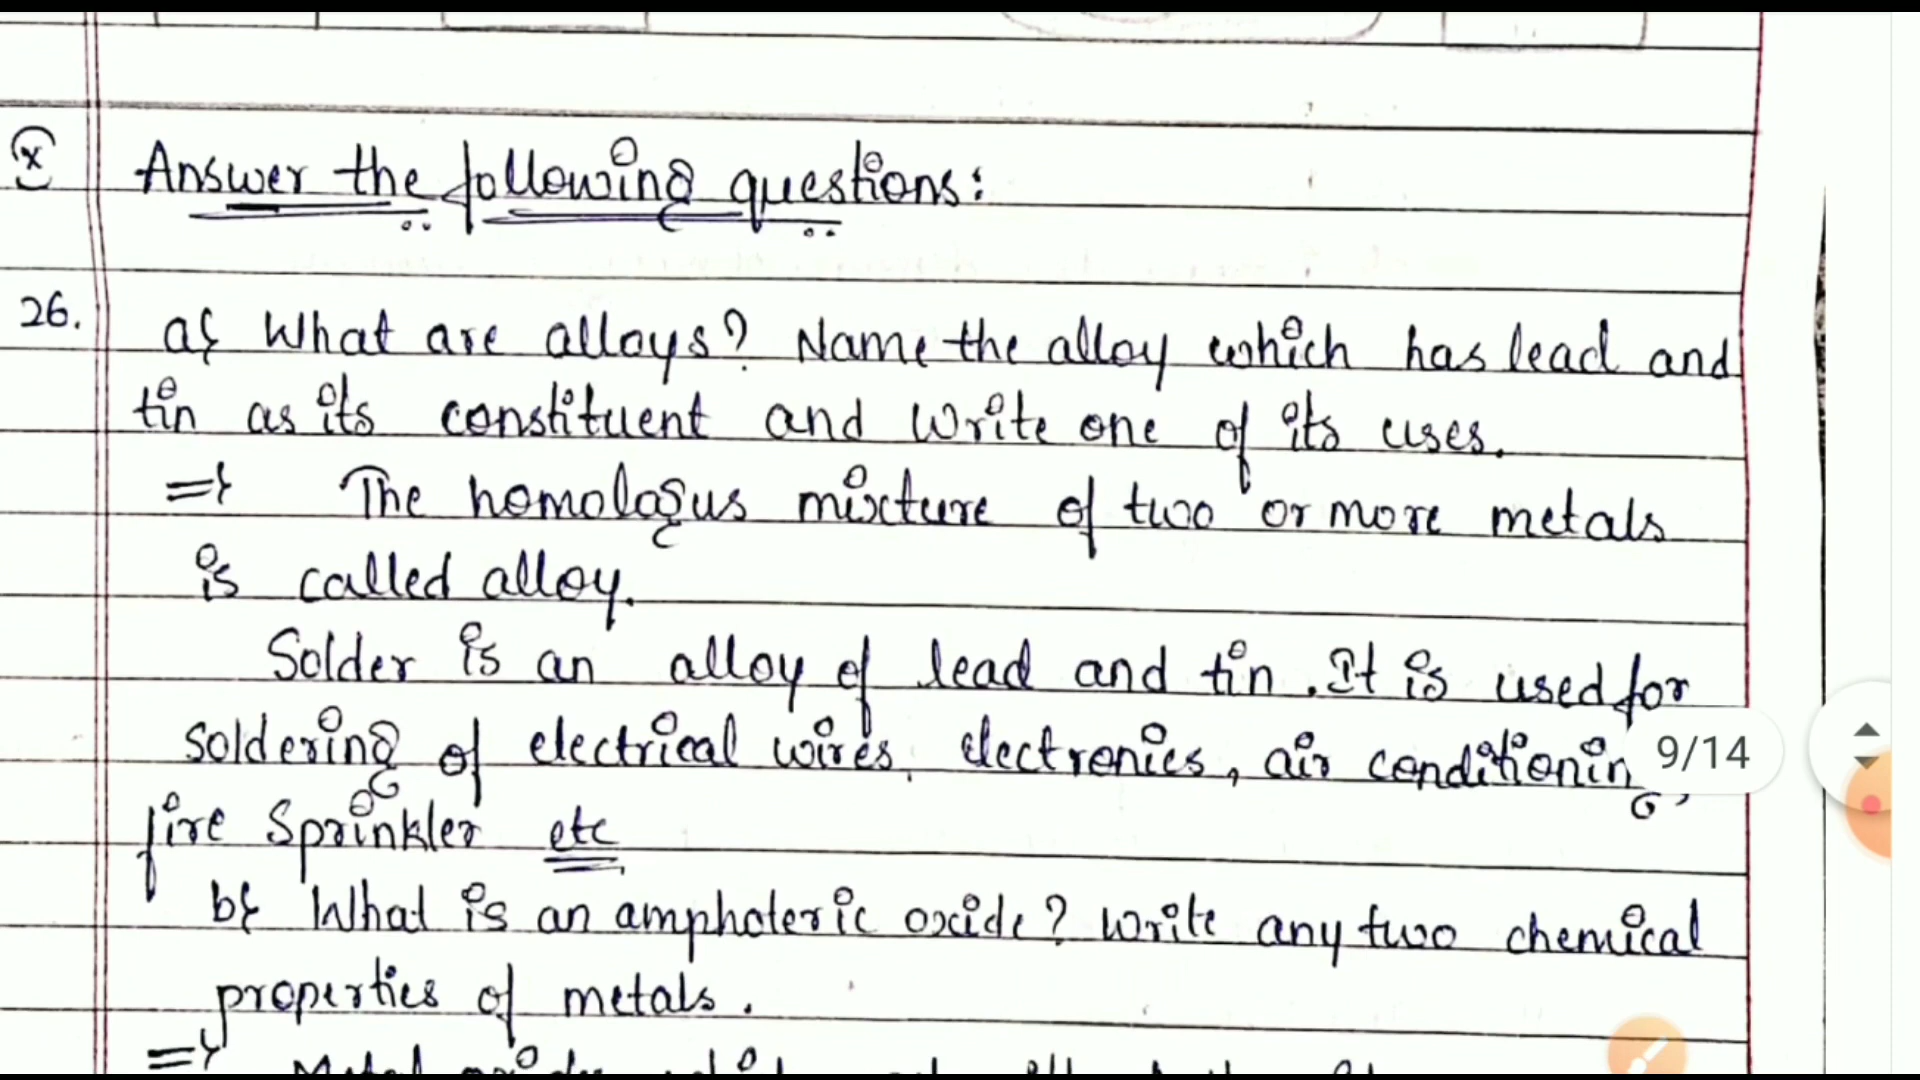 (x) Answer the following questions:
26. a} What are alloys? Name the alloy which has lead and
tin as its constituent and write one of its uses.
=> The homologus mixture of two or more metals
is called alloy.
Solder is an alloy of lead and tin. It is used for
soldering of electrical wires, electronics, air conditioning,
fire sprinkler etc
9/14
b} What is an amphoteric oxide? Write any two chemical
properties of metals.
=> Metal